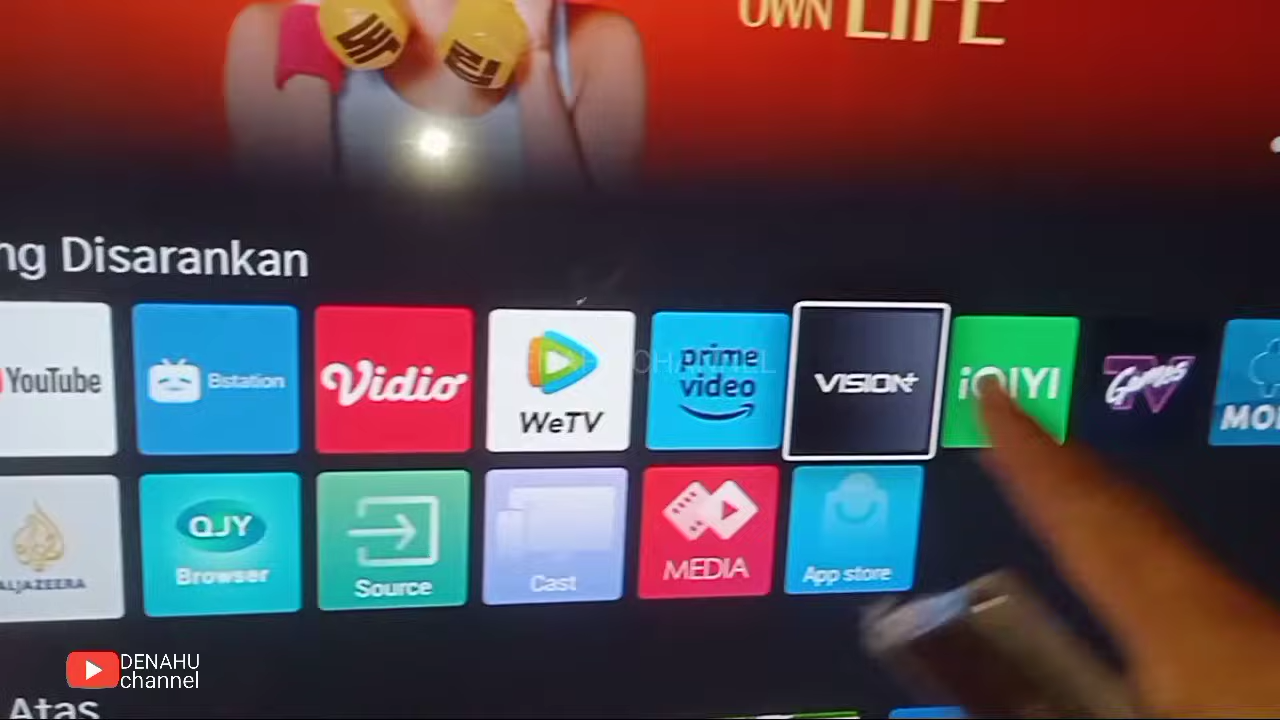 OWN LIFE
ng Disarankan
YouTube
Bstation
Vidio
WeTV
prime
video
VISION+
iQIYI
Games
TV
MO
ALJAZEERA
QJY
Browser
Source
Cast
MEDIA
App store
DENAHU
channel
Atas